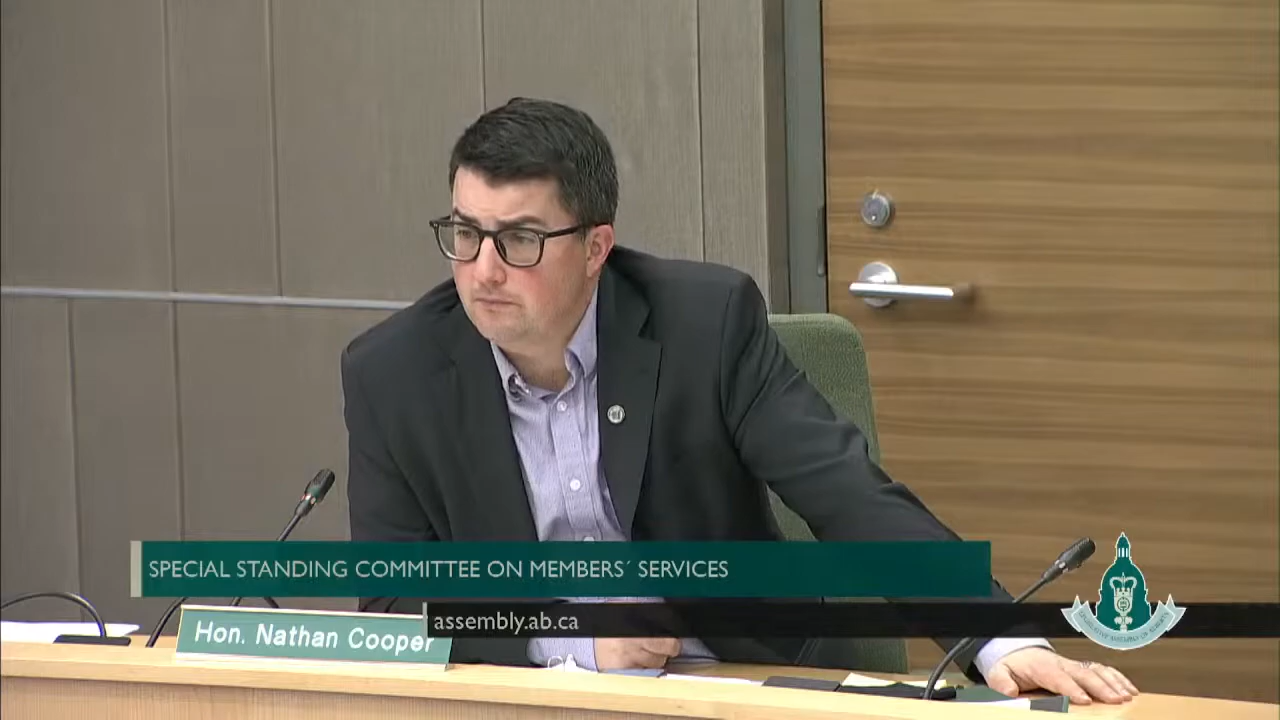 SPECIAL STANDING COMMITTEE ON MEMBERS´ SERVICES
assembly.ab.ca
Hon. Nathan Cooper